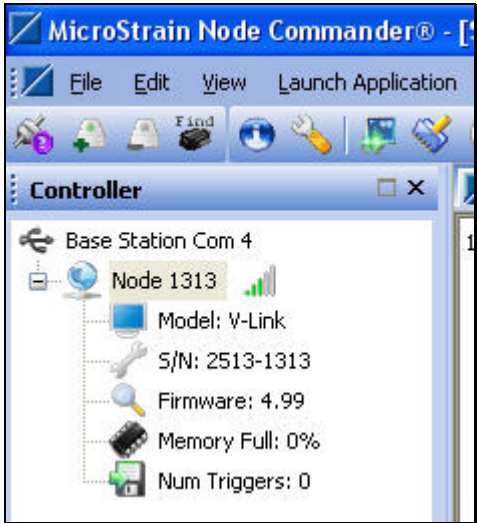 MicroStrain Node Commander® - [
File Edit View Launch Application
Find
Controller
Base Station Com 4
Node 1313
Model: V-Link
S/N: 2513-1313
Firmware: 4.99
Memory Full: 0%
Num Triggers: 0
1